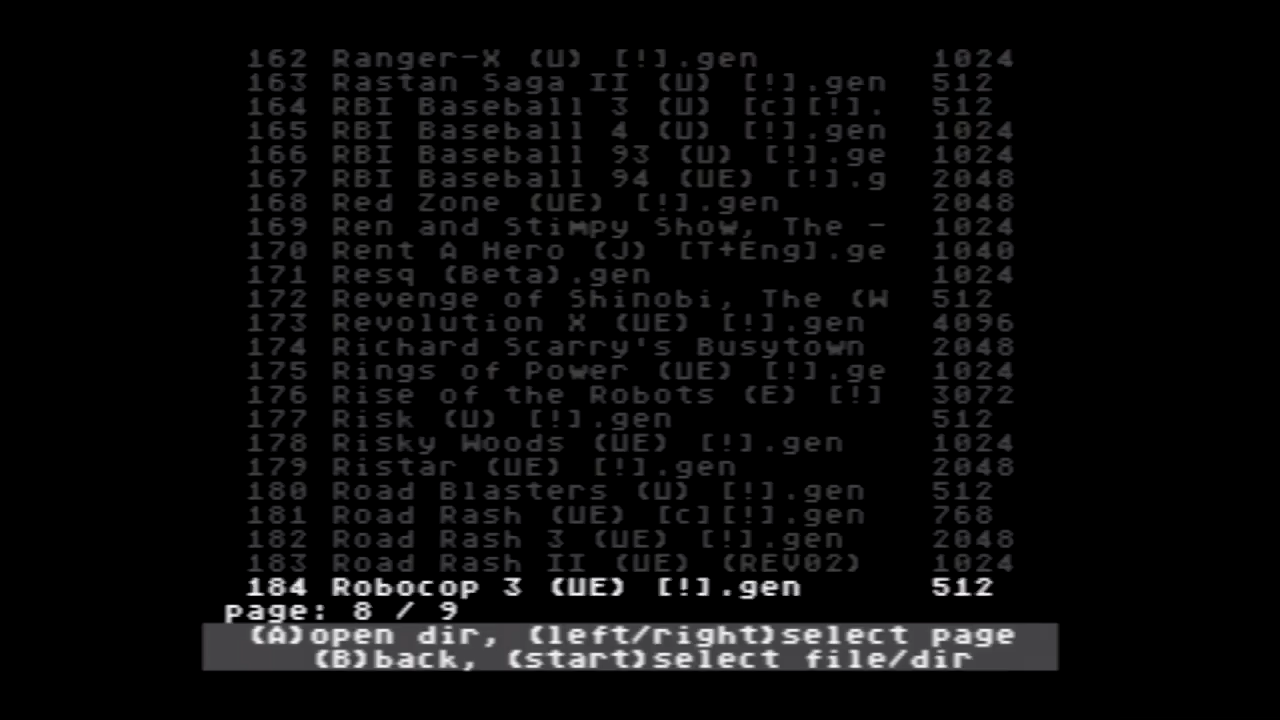 162 Ranger-X (U) [!].gen 1024
163 Rastan Saga II (U) [!].gen 512
164 RBI Baseball 3 (U) [c][!]. 512
165 RBI Baseball 4 (U) [!].gen 1024
166 RBI Baseball 93 (U) [!].ge 1024
167 RBI Baseball 94 (UE) [!].g 2048
168 Red Zone (UE) [!].gen 2048
169 Ren and Stimpy Show, The - 1024
170 Rent A Hero (J) [T+Eng].ge 1040
171 Resq (Beta).gen 1024
172 Revenge of Shinobi, The (W 512
173 Revolution X (UE) [!].gen 4096
174 Richard Scarry's Busytown 2048
175 Rings of Power (UE) [!].ge 1024
176 Rise of the Robots (E) [!] 3072
177 Risk (U) [!].gen 512
178 Risky Woods (UE) [!].gen 1024
179 Ristar (UE) [!].gen 2048
180 Road Blasters (U) [!].gen 512
181 Road Rash (UE) [c][!].gen 768
182 Road Rash 3 (UE) [!].gen 2048
183 Road Rash II (UE) (REV02) 1024
184 Robocop 3 (UE) [!].gen 512
page: 8 / 9
(A)open dir, (left/right)select page
(B)back, (start)select file/dir